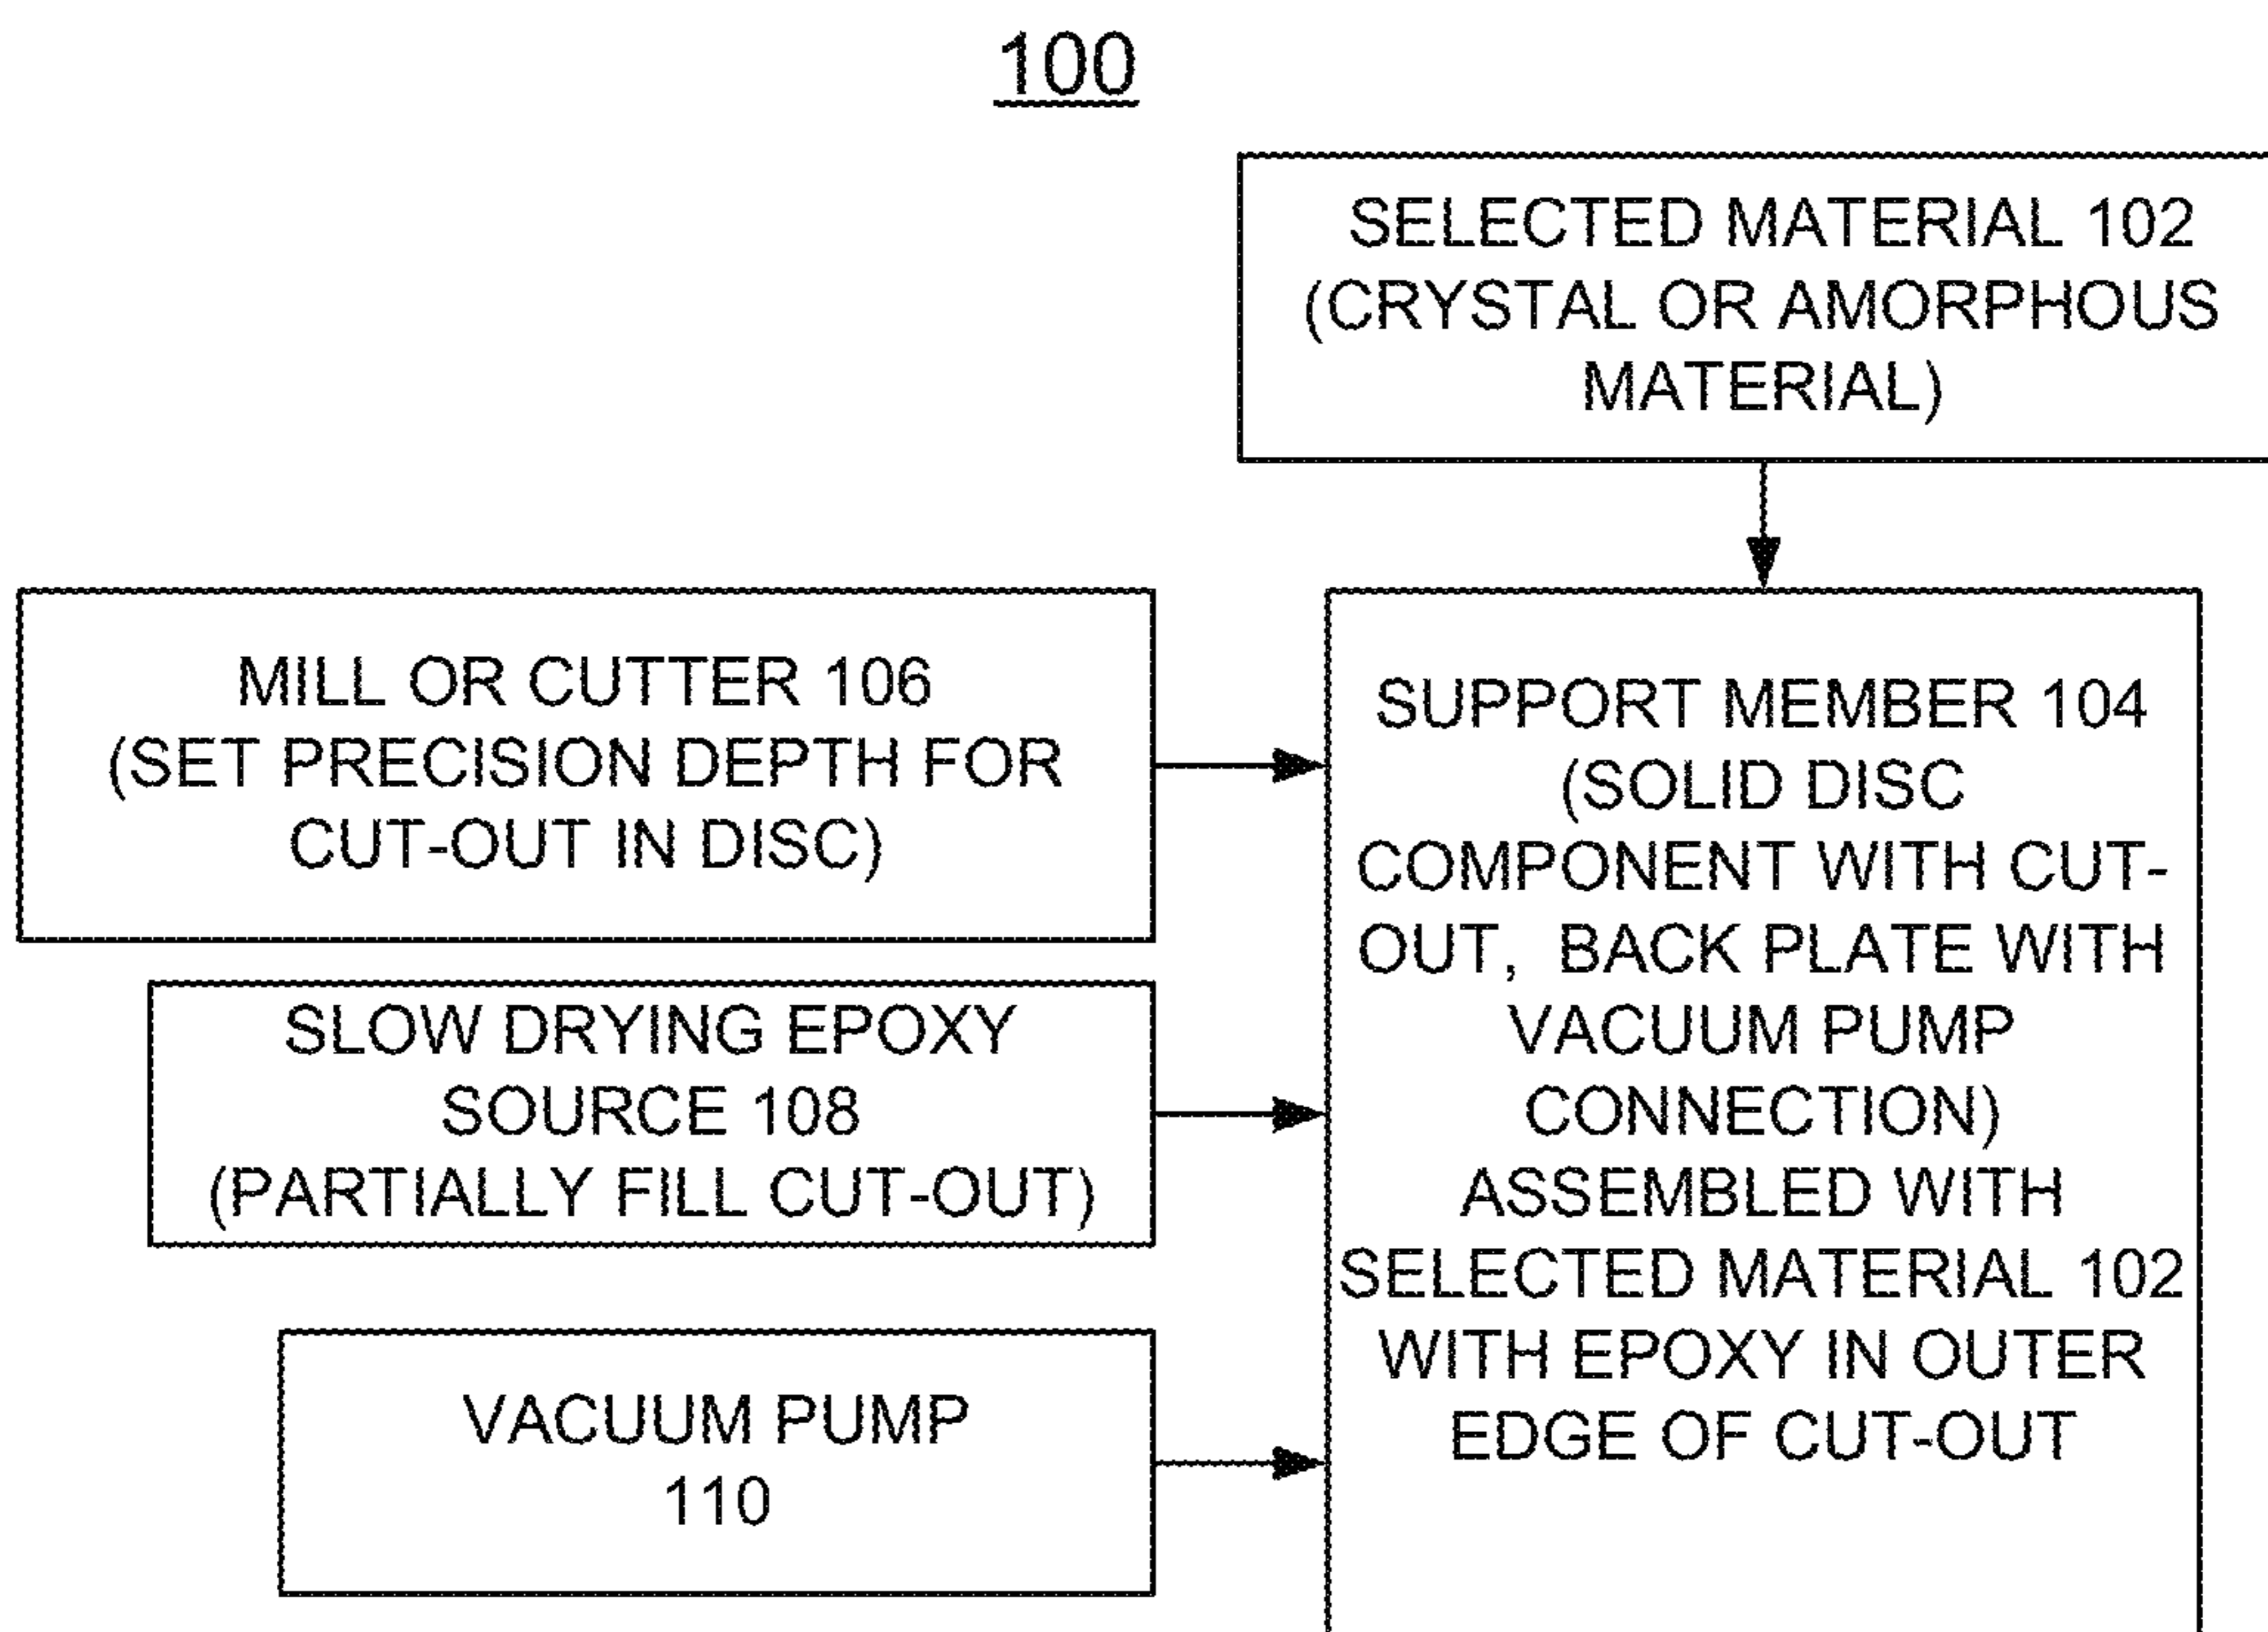 100
SELECTED MATERIAL 102
(CRYSTAL OR AMORPHOUS
MATERIAL)
MILL OR CUTTER 106
(SET PRECISION DEPTH FOR
CUT-OUT IN DISC)
SLOW DRYING EPOXY
SOURCE 108
(PARTIALLY FILL CUT-OUT)
VACUUM PUMP
110
SUPPORT MEMBER 104
(SOLID DISC
COMPONENT WITH CUT-
OUT, BACK PLATE WITH
VACUUM PUMP
CONNECTION)
ASSEMBLED WITH
SELECTED MATERIAL 102
WITH EPOXY IN OUTER
EDGE OF CUT-OUT